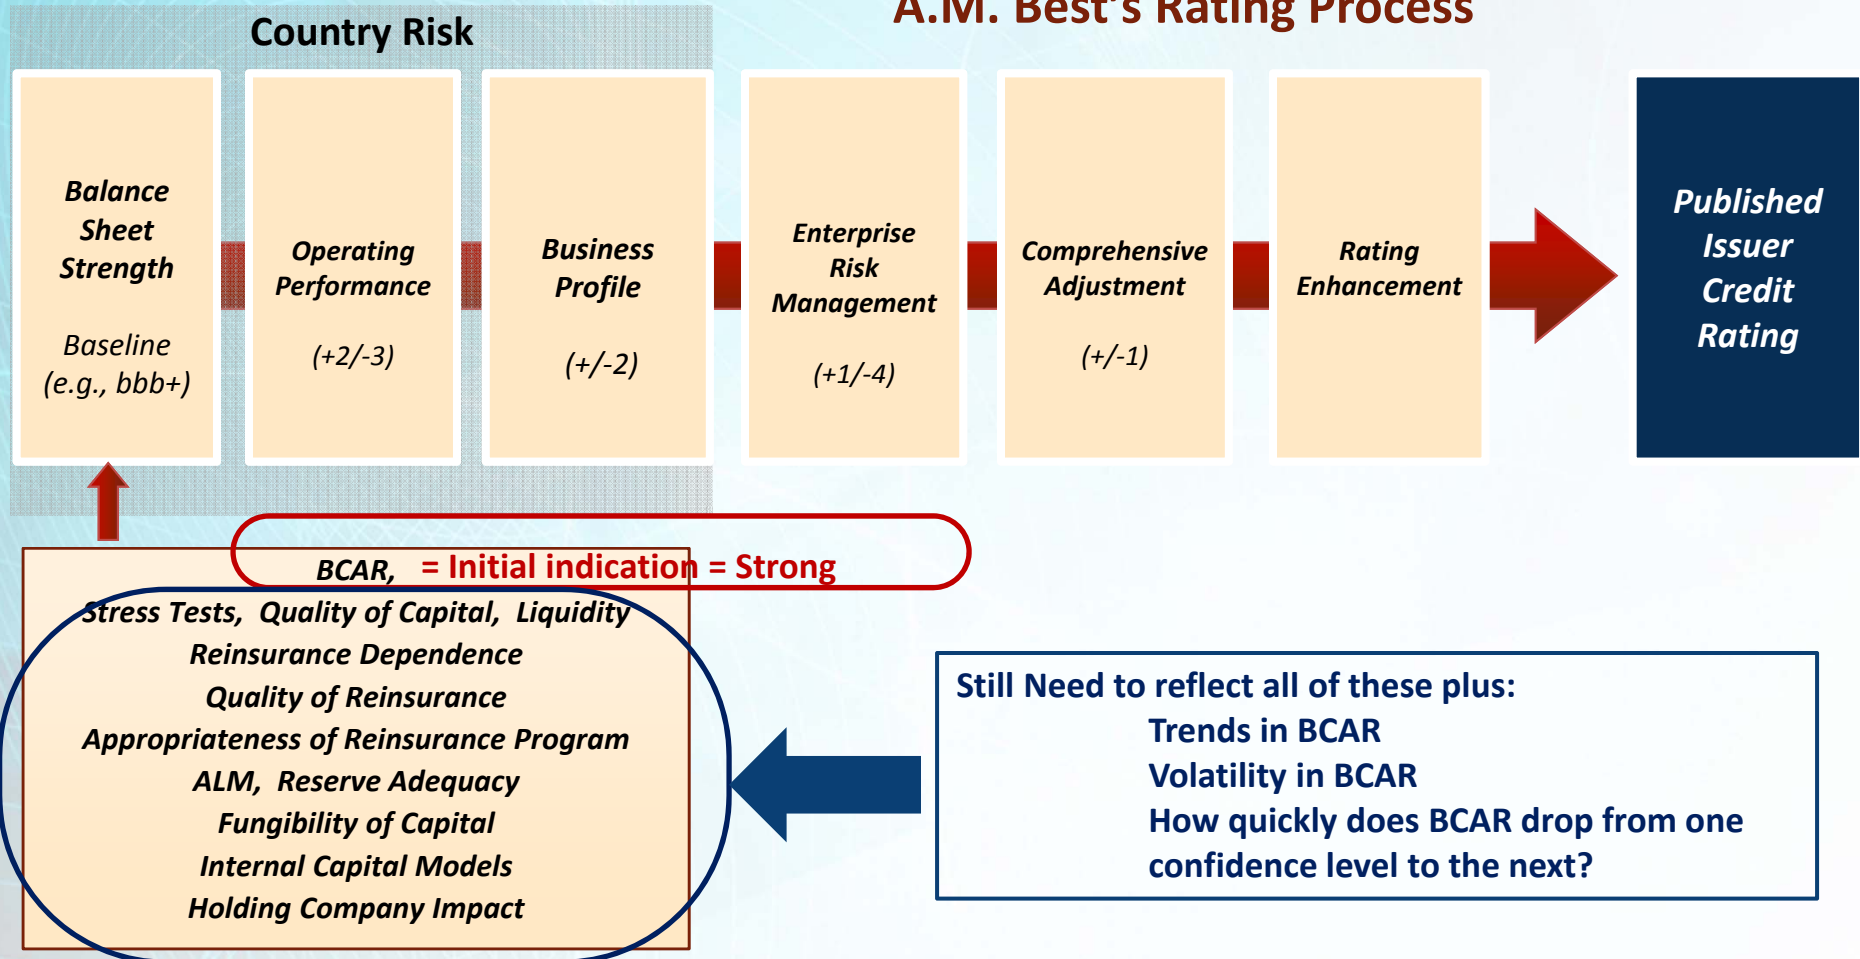 A.M. Best's Rating Process
Country Risk
Balance
Sheet
Strength
Baseline
(e.g., bbb+)
Operating
Performance
(+2/-3)
Business
Profile
(+/-2)
Enterprise
Risk
Management
(+1/-4)
Comprehensive
Adjustment
(+/-1)
Rating
Enhancement
Published
Issuer
Credit
Rating
BCAR, = Initial indication = Strong
Stress Tests, Quality of Capital, Liquidity
Reinsurance Dependence
Quality of Reinsurance
Appropriateness of Reinsurance Program
ALM, Reserve Adequacy
Fungibility of Capital
Internal Capital Models
Holding Company Impact
Still Need to reflect all of these plus:
Trends in BCAR
Volatility in BCAR
How quickly does BCAR drop from one
confidence level to the next?